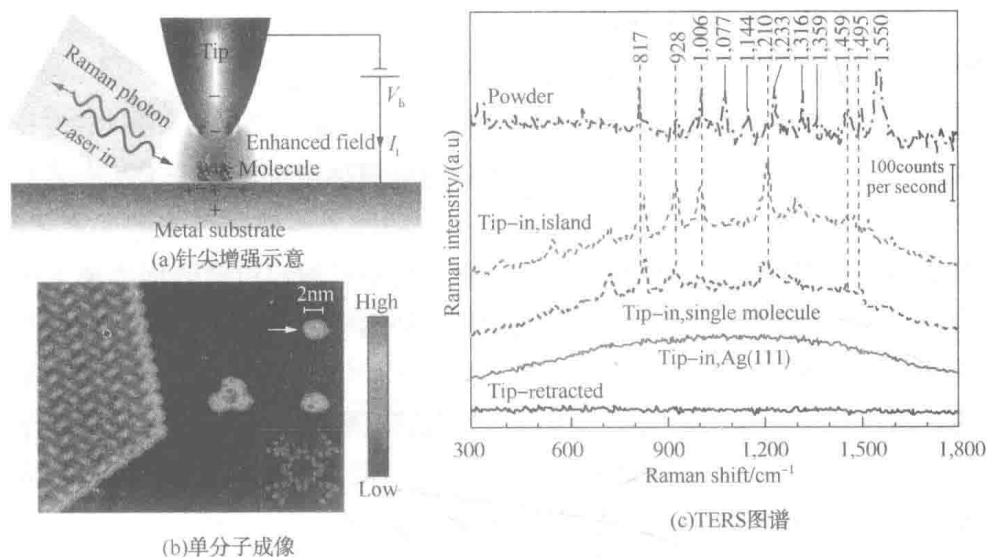 Tip
Raman photon
Laser in
V_b
I_t
Enhanced field
Molecule
Metal substrate
(a)针尖增强示意
2nm
High
Low
(b)单分子成像
817
928
1,006
1,077
1,144
1,210
1,233
1,316
1,359
1,459
1,495
1,550
Powder
100counts
per second
Tip-in,island
Tip-in,single molecule
Tip-in,Ag(111)
Tip-retracted
Raman intensity/(a.u)
300
600
900
1,200
1,500
1,800
Raman shift/cm⁻¹
(c)TERS图谱